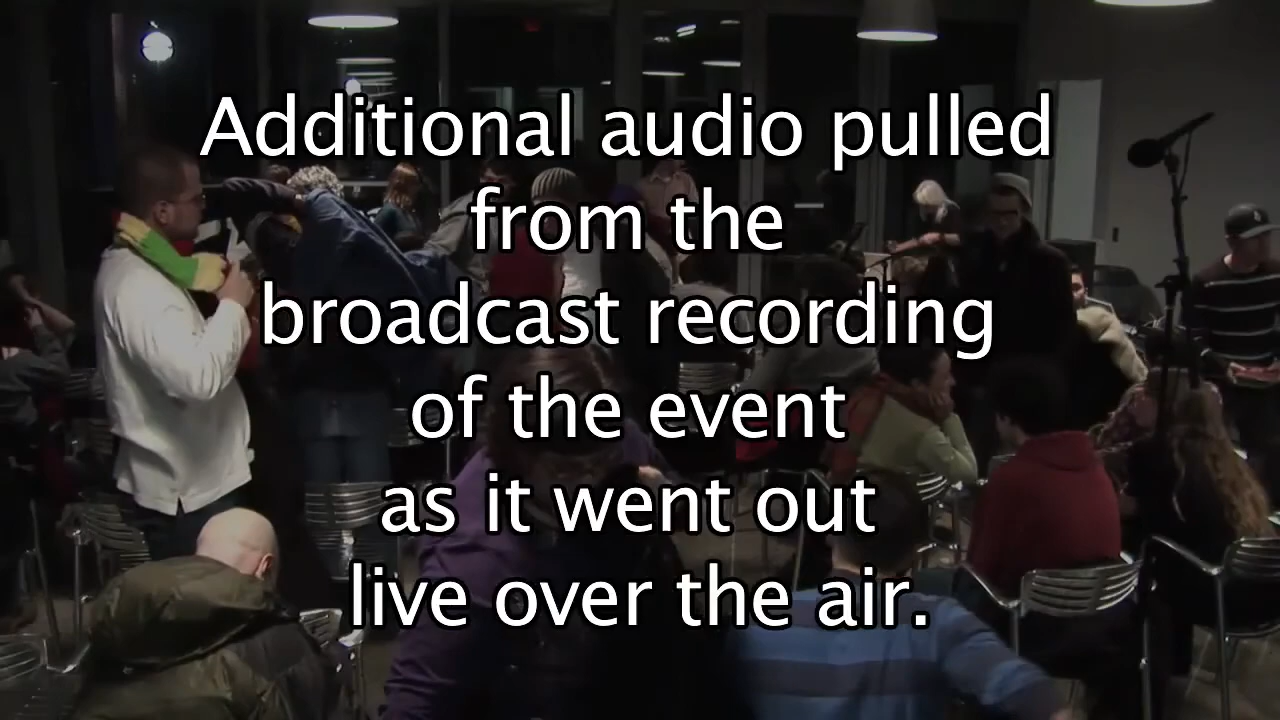 Additional audio pulled
from the
broadcast recording
of the event
as it went out
live over the air.